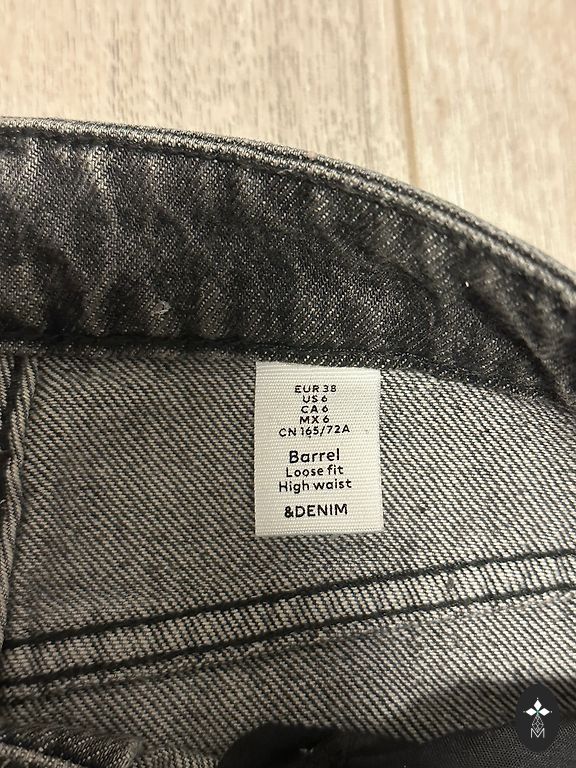 EUR 38
US 6
CA 6
MX 6
CN 165/72A
Barrel
Loose fit
High waist
&DENIM
M